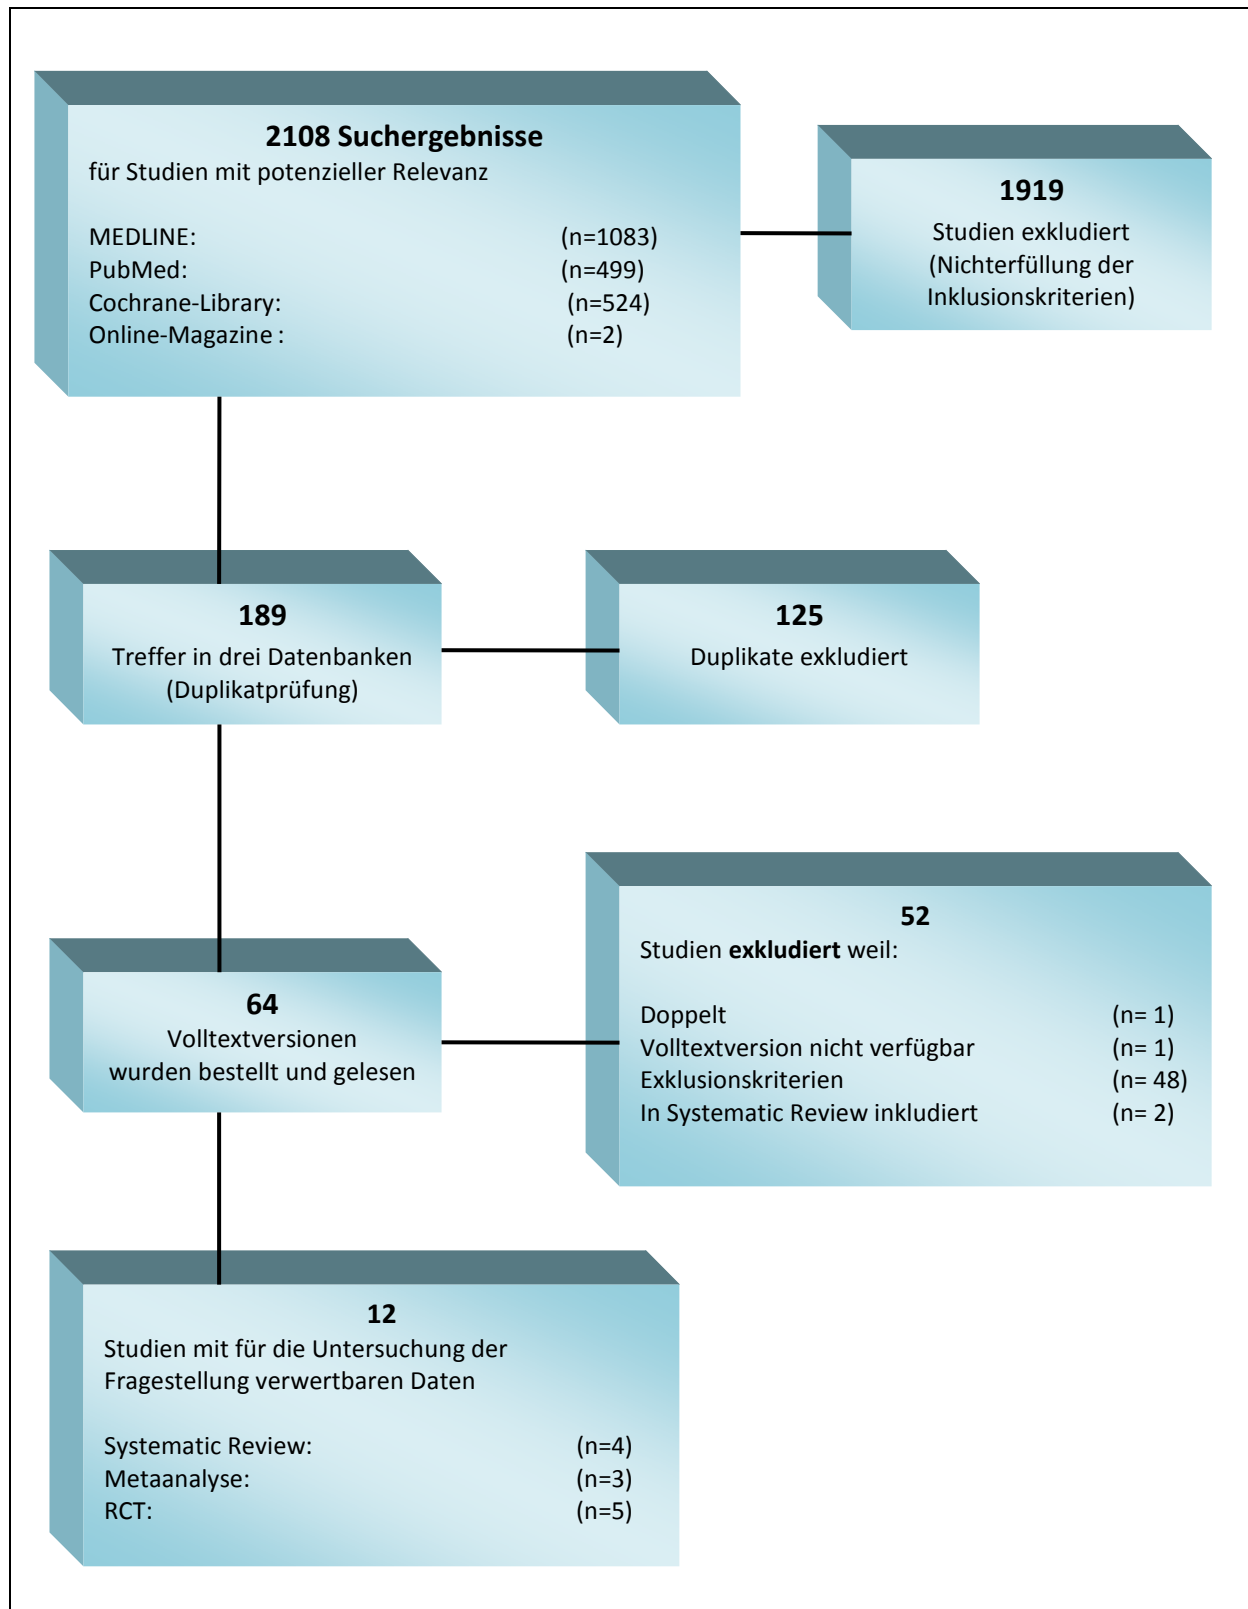 2108 Suchergebnisse
für Studien mit potenzieller Relevanz
MEDLINE: (n=1083)
PubMed: (n=499)
Cochrane-Library: (n=524)
Online-Magazine : (n=2)
1919
Studien exkludiert
(Nichterfüllung der
Inklusionskriterien)
189
Treffer in drei Datenbanken
(Duplikatprüfung)
125
Duplikate exkludiert
64
Volltextversionen
wurden bestellt und gelesen
52
Studien exkludiert weil:
Doppelt (n= 1)
Volltextversion nicht verfügbar (n= 1)
Exklusionskriterien (n= 48)
In Systematic Review inkludiert (n= 2)
12
Studien mit für die Untersuchung der
Fragestellung verwertbaren Daten
Systematic Review: (n=4)
Metaanalyse: (n=3)
RCT: (n=5)